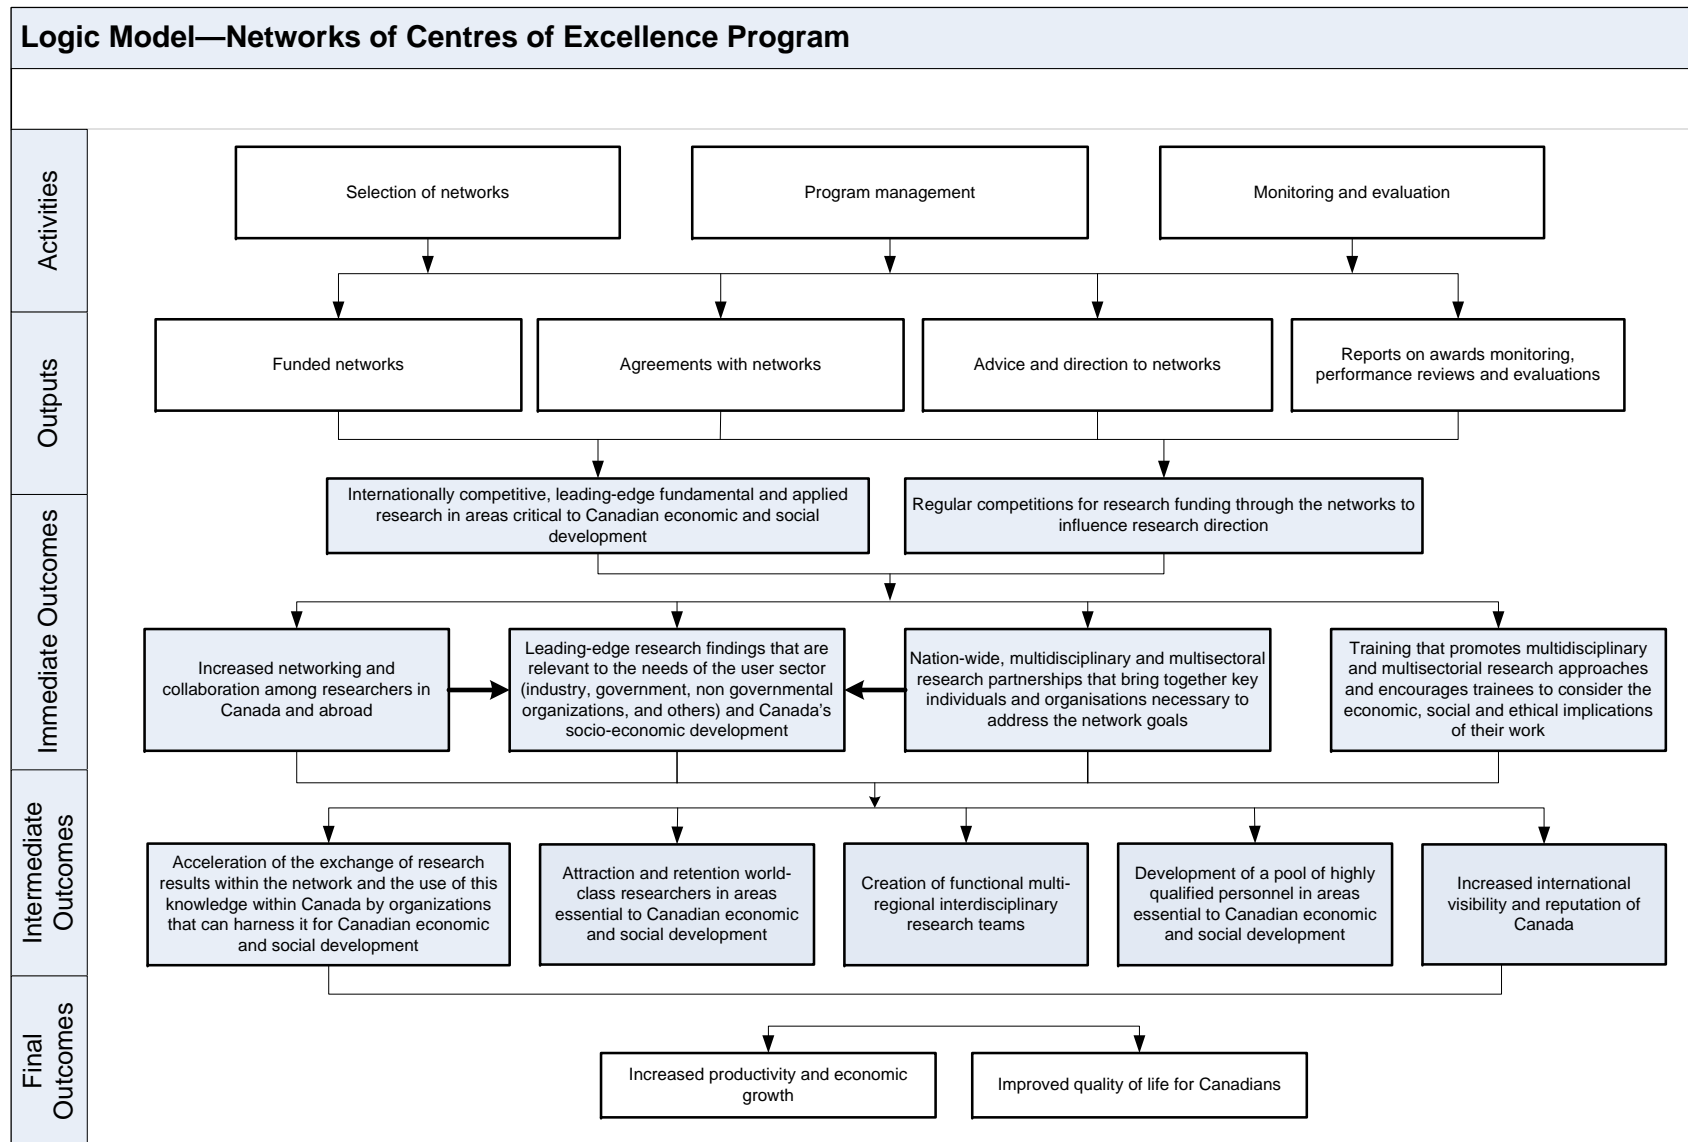 Logic Model—Networks of Centres of Excellence Program
Activities
Selection of networks
Program management
Monitoring and evaluation
Outputs
Funded networks
Agreements with networks
Advice and direction to networks
Reports on awards monitoring,
performance reviews and evaluations
Immediate Outcomes
Internationally competitive, leading-edge fundamental and applied
research in areas critical to Canadian economic and social
development
Regular competitions for research funding through the networks to
influence research direction
Increased networking and
collaboration among researchers in
Canada and abroad
Leading-edge research findings that are
relevant to the needs of the user sector
(industry, government, non governmental
organizations, and others) and Canada’s
socio-economic development
Nation-wide, multidisciplinary and multisectoral
research partnerships that bring together key
individuals and organisations necessary to
address the network goals
Training that promotes multidisciplinary
and multisectorial research approaches
and encourages trainees to consider the
economic, social and ethical implications
of their work
Intermediate
Outcomes
Acceleration of the exchange of research
results within the network and the use of this
knowledge within Canada by organizations
that can harness it for Canadian economic
and social development
Attraction and retention world-
class researchers in areas
essential to Canadian economic
and social development
Creation of functional multi-
regional interdisciplinary
research teams
Development of a pool of highly
qualified personnel in areas
essential to Canadian economic
and social development
Increased international
visibility and reputation of
Canada
Final
Outcomes
Increased productivity and economic
growth
Improved quality of life for Canadians